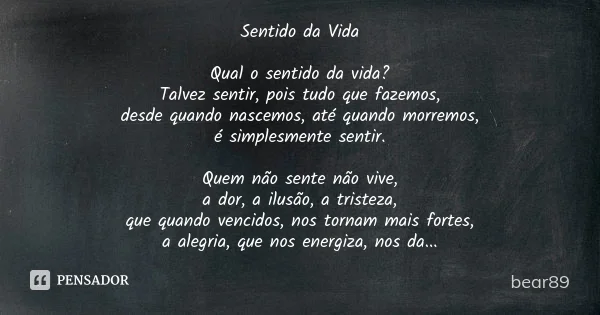 Sentido da Vida
Qual o sentido da vida?
Talvez sentir, pois tudo que fazemos,
desde quando nascemos, até quando morremos,
é simplesmente sentir.
Quem não sente não vive,
a dor, a ilusão, a tristeza,
que quando vencidos, nos tornam mais fortes,
a alegria, que nos energiza, nos da...
PENSADOR
bear89